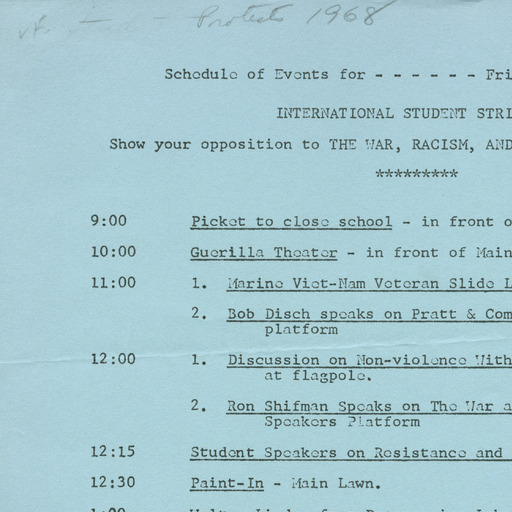 Protests 1968
Schedule of Events for - - - - - - Fri
INTERNATIONAL STUDENT STRI
Show your opposition to THE WAR, RACISM, AND
*********
9:00 Picket to close school - in front o
10:00 Guerilla Theater - in front of Main
11:00 1. Marine Viet-Nam Veteran Slide L
2. Bob Disch speaks on Pratt & Com
platform
12:00 1. Discussion on Non-violence With
at flagpole.
2. Ron Shifman Speaks on The War a
Speakers Platform
12:15 Student Speakers on Resistance and
12:30 Paint-In - Main Lawn.